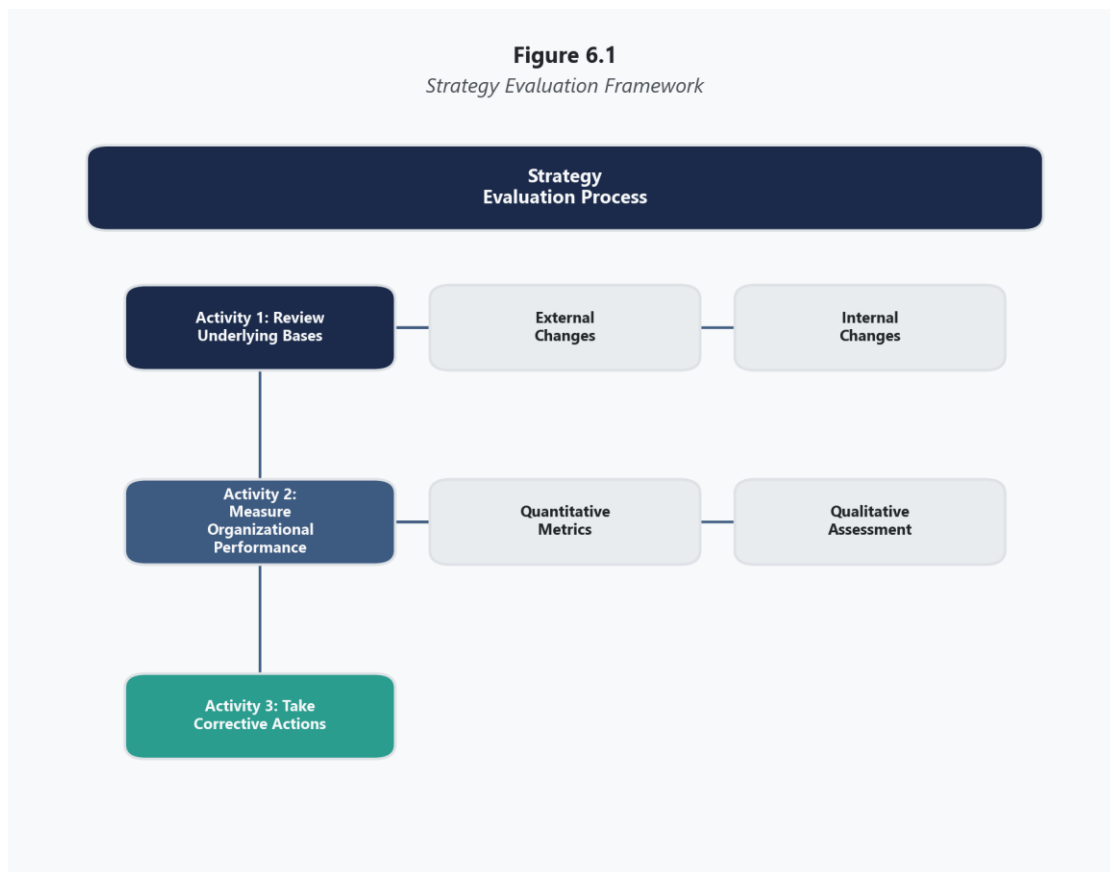 Figure 6.1
Strategy Evaluation Framework
Strategy
Evaluation Process
Activity 1: Review
Underlying Bases
External
Changes
Internal
Changes
Activity 2:
Measure
Organizational
Performance
Quantitative
Metrics
Qualitative
Assessment
Activity 3: Take
Corrective Actions